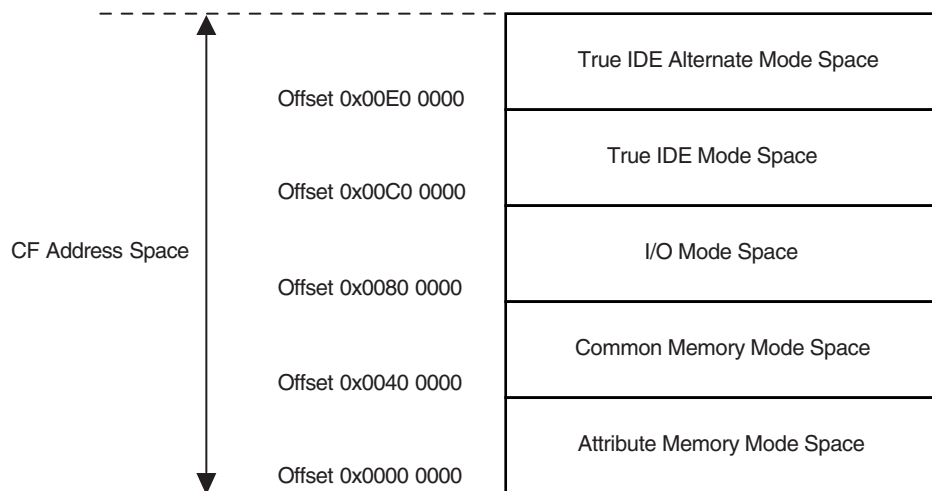 True IDE Alternate Mode Space
Offset 0x00E0 0000
True IDE Mode Space
Offset 0x00C0 0000
CF Address Space
I/O Mode Space
Offset 0x0080 0000
Common Memory Mode Space
Offset 0x0040 0000
Attribute Memory Mode Space
Offset 0x0000 0000